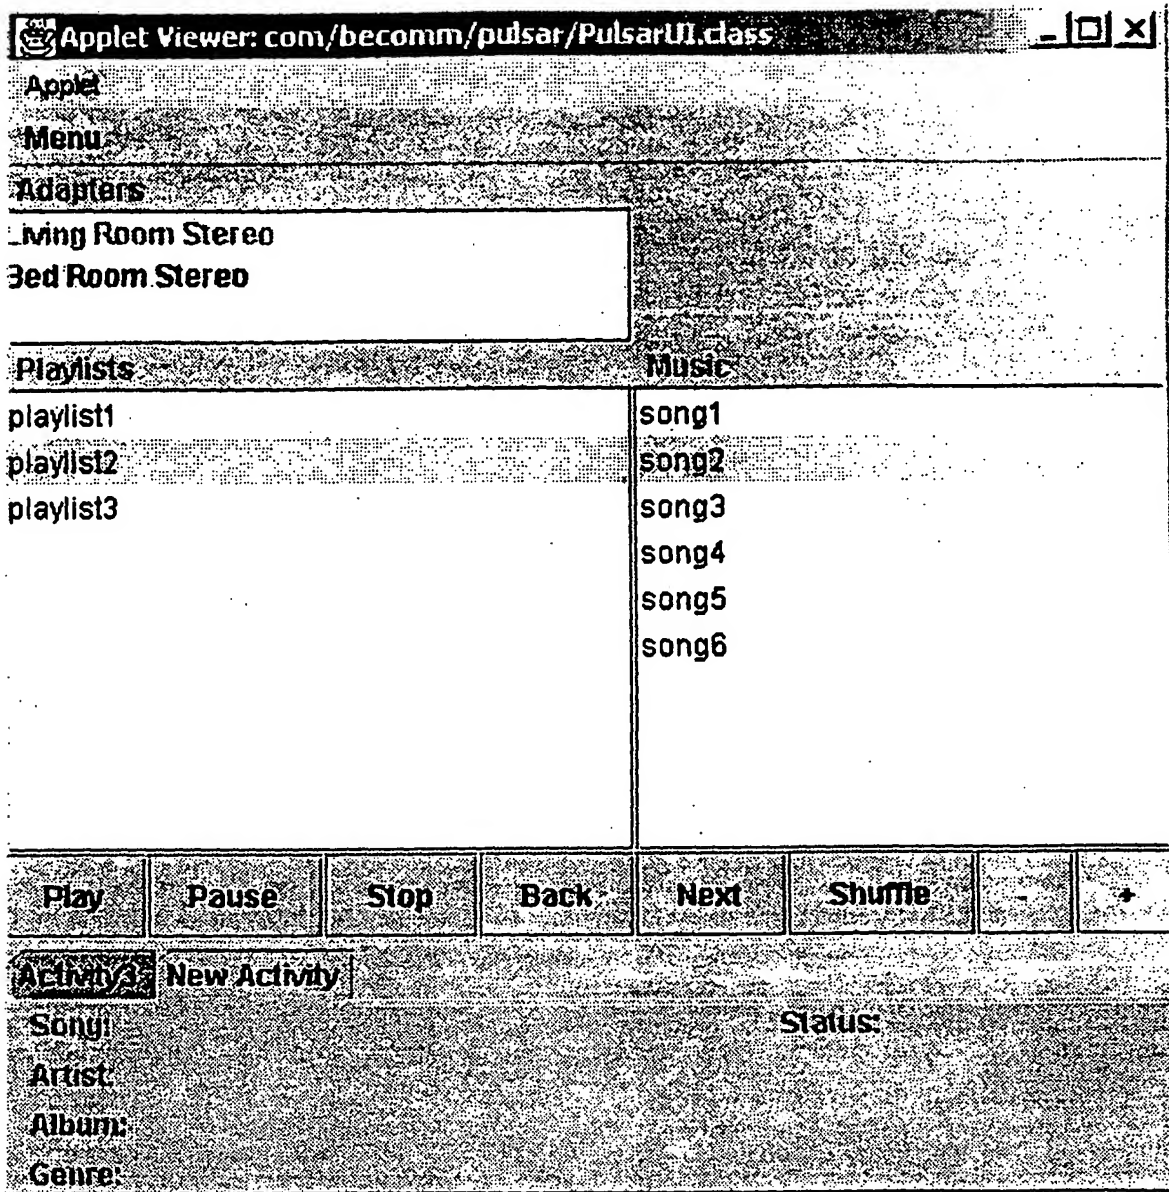 Applet Viewer: com/becomm/pulsar/PulsarUI.class
Applet
Menu
Adapters
Living Room Stereo
Bed Room Stereo
Playlists
Music
playlist1
playlist2
playlist3
song1
song2
song3
song4
song5
song6
Play Pause Stop Back Next Shuffle - +
Activity3 New Activity
Song: Status:
Artist:
Album:
Genre: